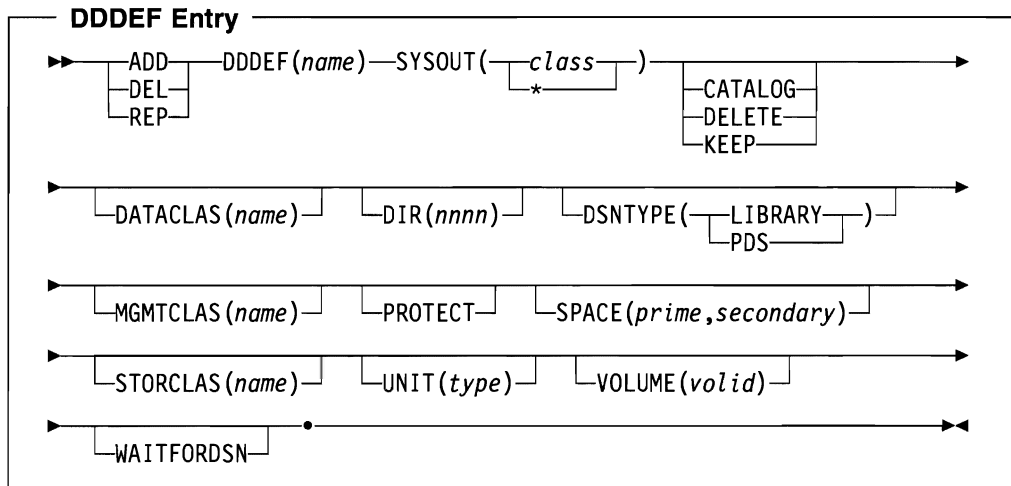 DDDEF Entry
ADD DDDEF(name) SYSOUT( class )
DEL * CATALOG
REP DELETE
KEEP
DATACLAS(name) DIR(nnnn) DSNTYPE( LIBRARY )
PDS
MGMTCLAS(name) PROTECT SPACE(prime,secondary)
STORCLAS(name) UNIT(type) VOLUME(volid)
WAITFORDSN